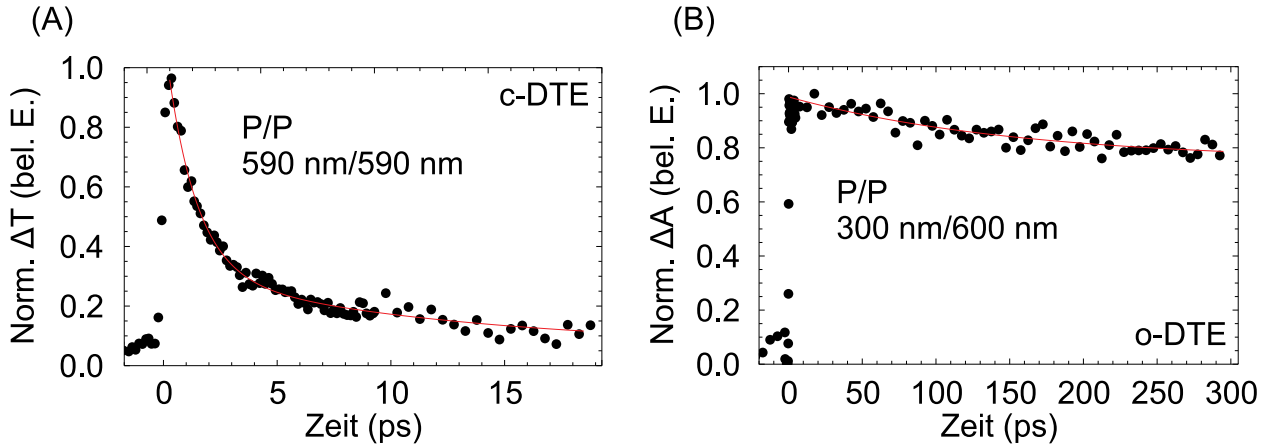 (A)
Norm. ΔT (bel. E.)
1.0
0.8
0.6
0.4
0.2
0.0
c-DTE
P/P
590 nm/590 nm
0
5
10
15
Zeit (ps)
(B)
Norm. ΔA (bel. E.)
1.0
0.8
0.6
0.4
0.2
0.0
P/P
300 nm/600 nm
o-DTE
0
50
100
150
200
250
300
Zeit (ps)